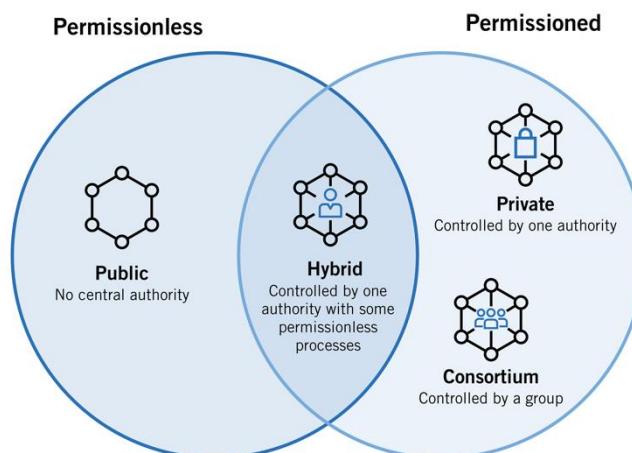 Permissionless
Permissioned
Public
No central authority
Hybrid
Controlled by one
authority with some
permissionless
processes
Private
Controlled by one authority
Consortium
Controlled by a group